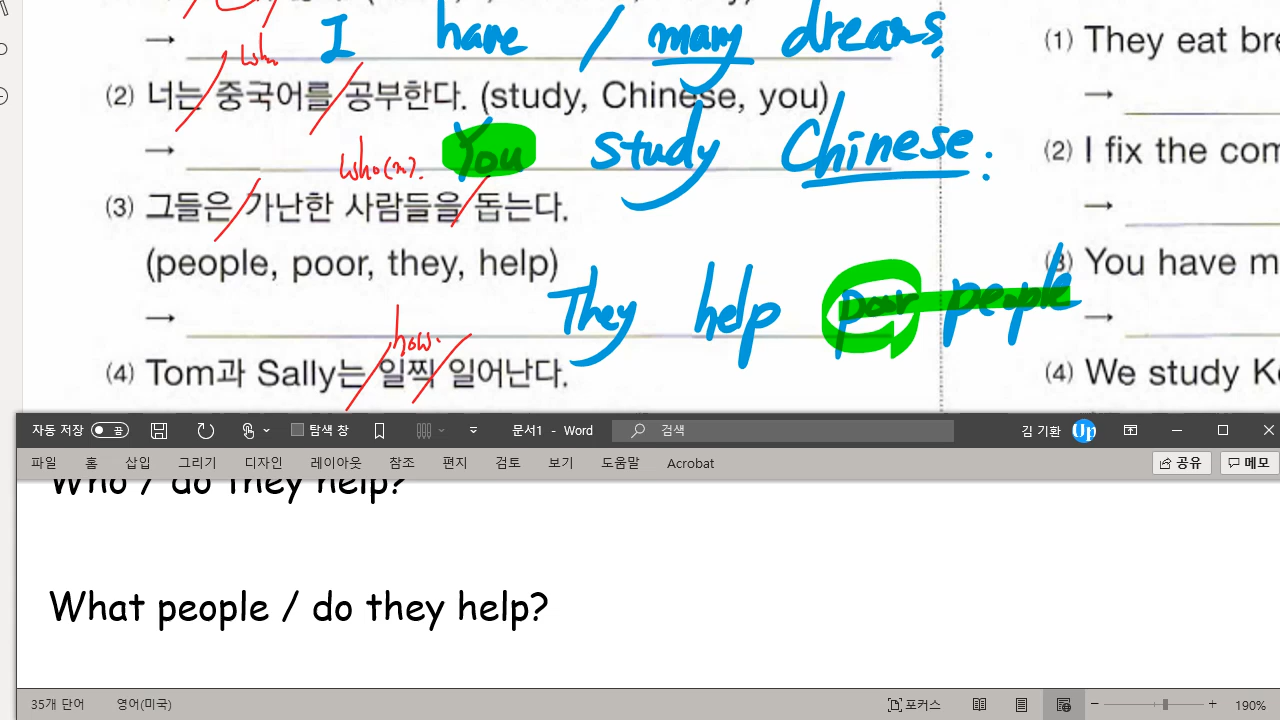 → I have / many dreams.
(1) They eat bre
→
who
(2) 너는 중국어를 공부한다. (study, Chinese, you)
→ You study Chinese.
(2) I fix the com
→
who(n).
(3) 그들은 가난한 사람들을 돕는다.
(people, poor, they, help)
(3) You have m
→ They help poor people
→
how.
(4) Tom과 Sally는 일찍 일어난다.
(4) We study K
자동 저장 끔 탐색 창 문서1 - Word 검색 김 기환 Up
파일 홈 삽입 그리기 디자인 레이아웃 참조 편지 검토 보기 도움말 Acrobat 공유 메모
Who / do they help?
What people / do they help?
35개 단어 영어(미국) 포커스 190%